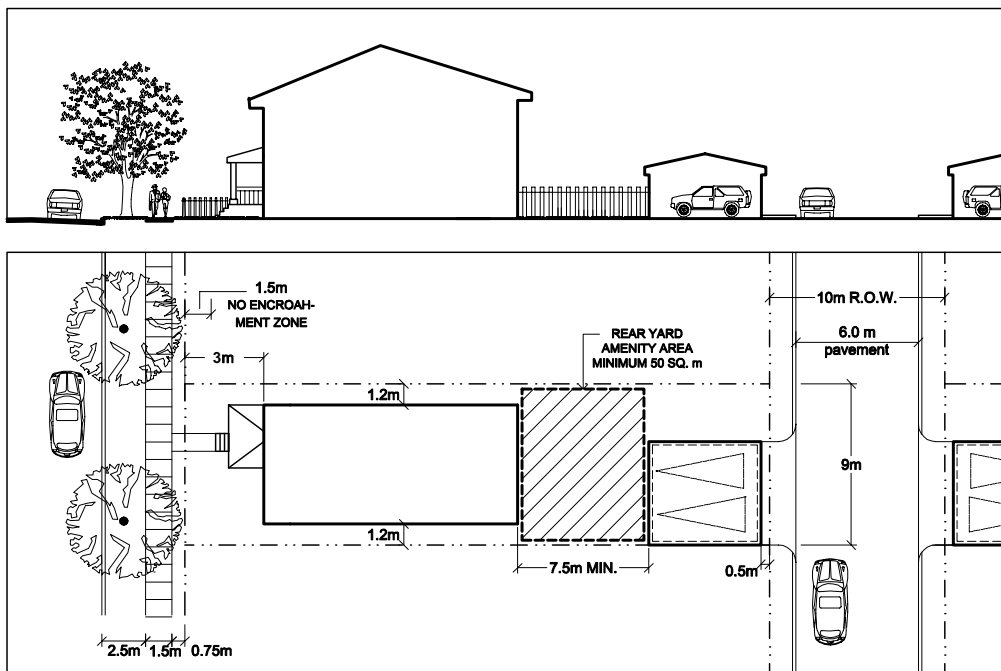 1.5m
NO ENCROAH-
MENT ZONE
10m R.O.W.
REAR YARD
AMENITY AREA
MINIMUM 50 SQ. m
6.0 m
pavement
3m
1.2m
9m
1.2m
7.5m MIN.
0.5m
2.5m 1.5m 0.75m